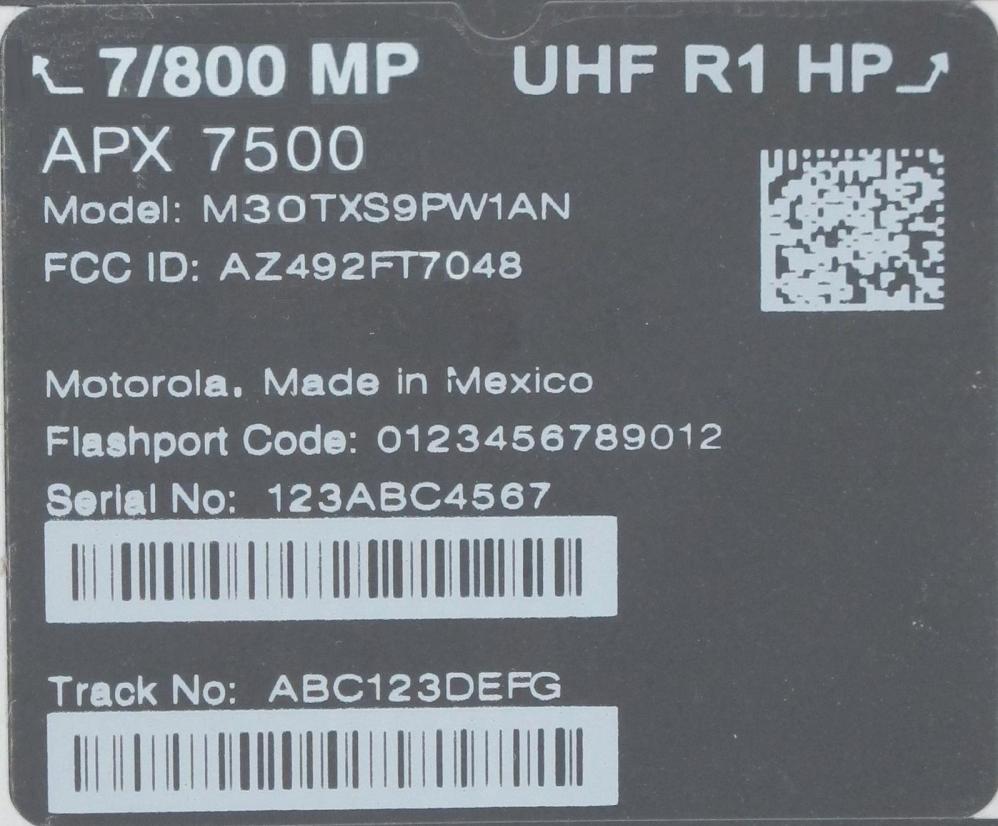 7/800 MP UHF R1 HP
APX 7500
Model: M30TXS9PW1AN
FCC ID: AZ492FT7048
Motorola. Made in Mexico
Flashport Code: 0123456789012
Serial No: 123ABC4567
Track No: ABC123DEFG